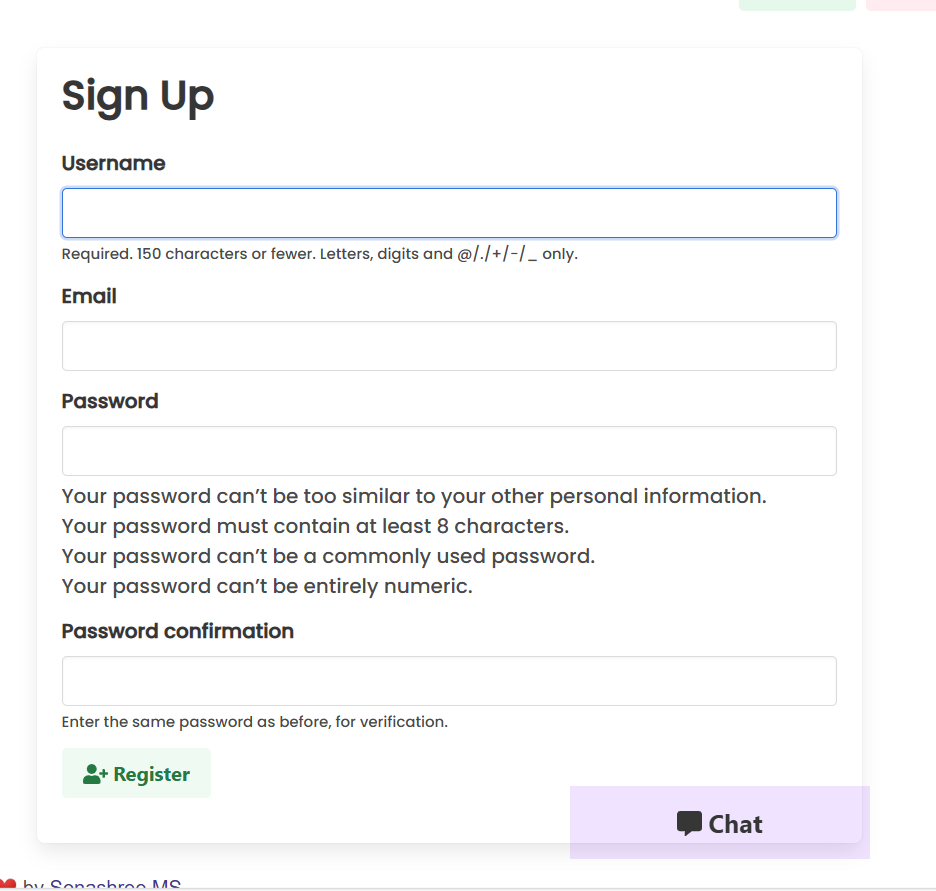 Sign Up
Username
Required. 150 characters or fewer. Letters, digits and @/./+/-/_ only.
Email
Password
Your password can’t be too similar to your other personal information.
Your password must contain at least 8 characters.
Your password can’t be a commonly used password.
Your password can’t be entirely numeric.
Password confirmation
Enter the same password as before, for verification.
Register
Chat
by Sonashree MS